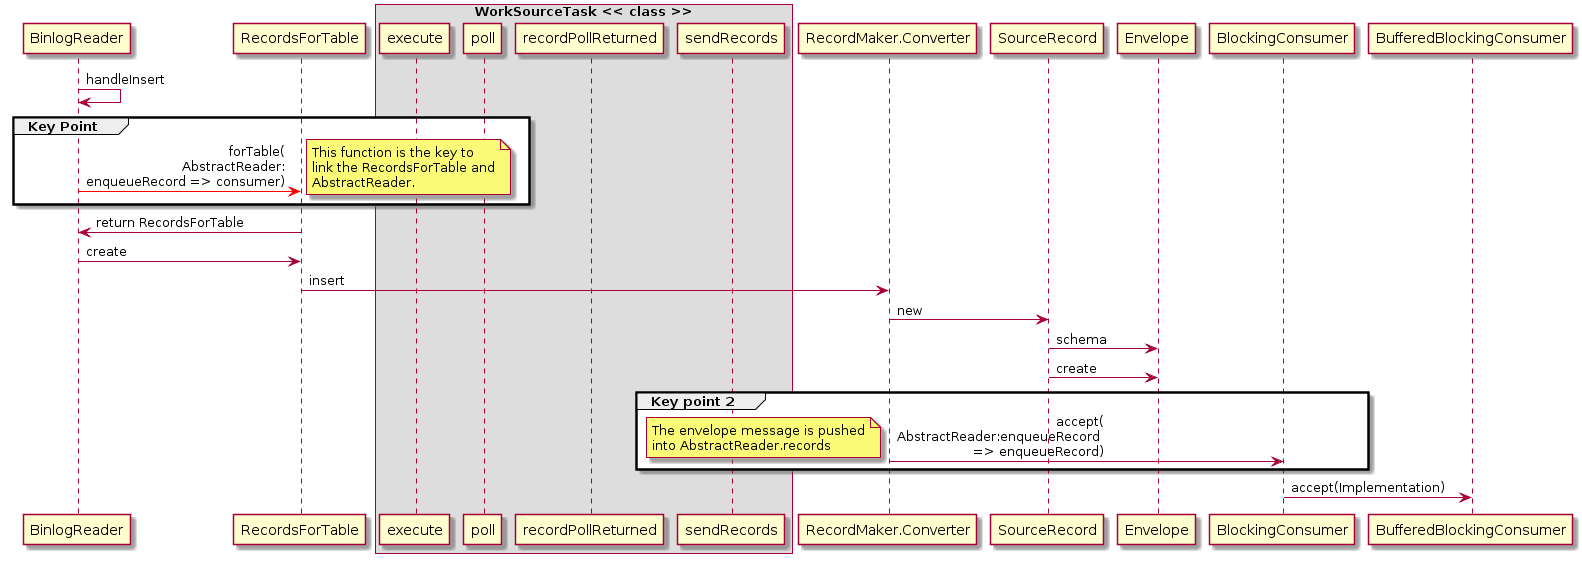 WorkSourceTask << class >>
BinlogReader
RecordsForTable
execute
poll
recordPollReturned
sendRecords
RecordMaker.Converter
SourceRecord
Envelope
BlockingConsumer
BufferedBlockingConsumer
handleInsert
Key Point
forTable(
AbstractReader:
enqueueRecord => consumer)
This function is the key to
link the RecordsForTable and
AbstractReader.
return RecordsForTable
create
insert
new
schema
create
Key point 2
The envelope message is pushed
into AbstractReader.records
accept(
AbstractReader:enqueueRecord
=> enqueueRecord)
accept(Implementation)
BinlogReader
RecordsForTable
execute
poll
recordPollReturned
sendRecords
RecordMaker.Converter
SourceRecord
Envelope
BlockingConsumer
BufferedBlockingConsumer